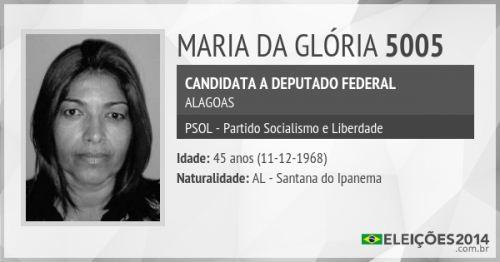 MARIA DA GLÓRIA 5005
CANDIDATA A DEPUTADO FEDERAL
ALAGOAS
PSOL - Partido Socialismo e Liberdade
Idade: 45 anos (11-12-1968)
Naturalidade: AL - Santana do Ipanema
ELEIÇÕES2014
.com.br